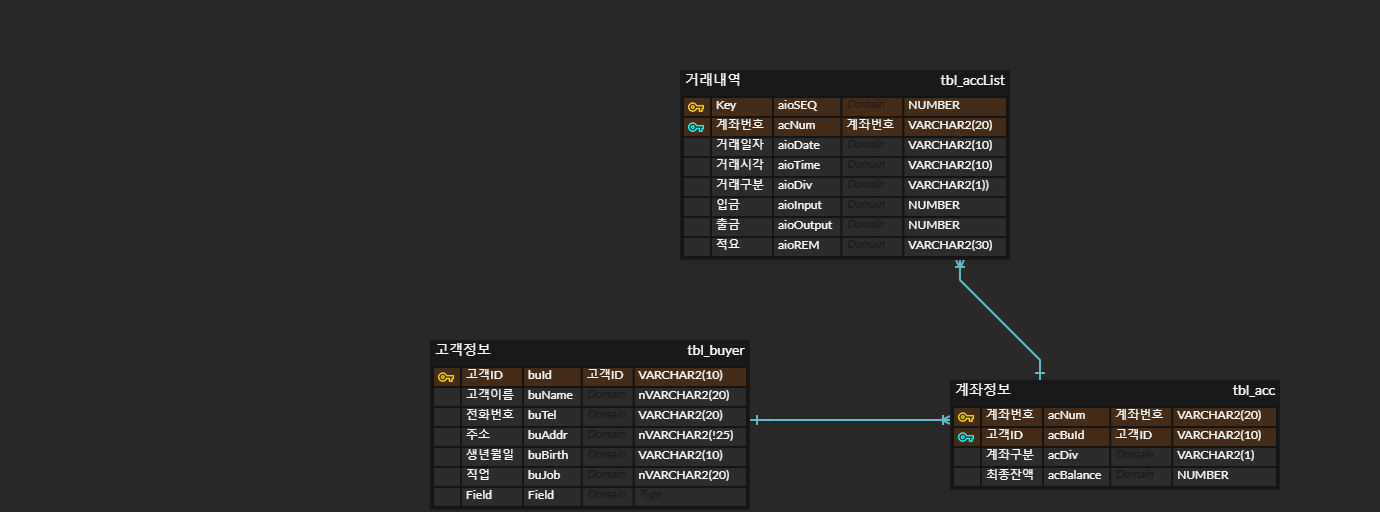 거래내역 tbl_accList
Key aioSEQ Domain NUMBER
계좌번호 acNum 계좌번호 VARCHAR2(20)
거래일자 aioDate Domain VARCHAR2(10)
거래시각 aioTime Domain VARCHAR2(10)
거래구분 aioDiv Domain VARCHAR2(1))
입금 aioInput Domain NUMBER
출금 aioOutput Domain NUMBER
적요 aioREM Domain VARCHAR2(30)
고객정보 tbl_buyer
고객ID buId 고객ID VARCHAR2(10)
고객이름 buName Domain nVARCHAR2(20)
전화번호 buTel Domain VARCHAR2(20)
주소 buAddr Domain nVARCHAR2(!25)
생년월일 buBirth Domain VARCHAR2(10)
직업 buJob Domain nVARCHAR2(20)
Field Field Domain Type
계좌정보 tbl_acc
계좌번호 acNum 계좌번호 VARCHAR2(20)
고객ID acBuId 고객ID VARCHAR2(10)
계좌구분 acDiv Domain VARCHAR2(1)
최종잔액 acBalance Domain NUMBER